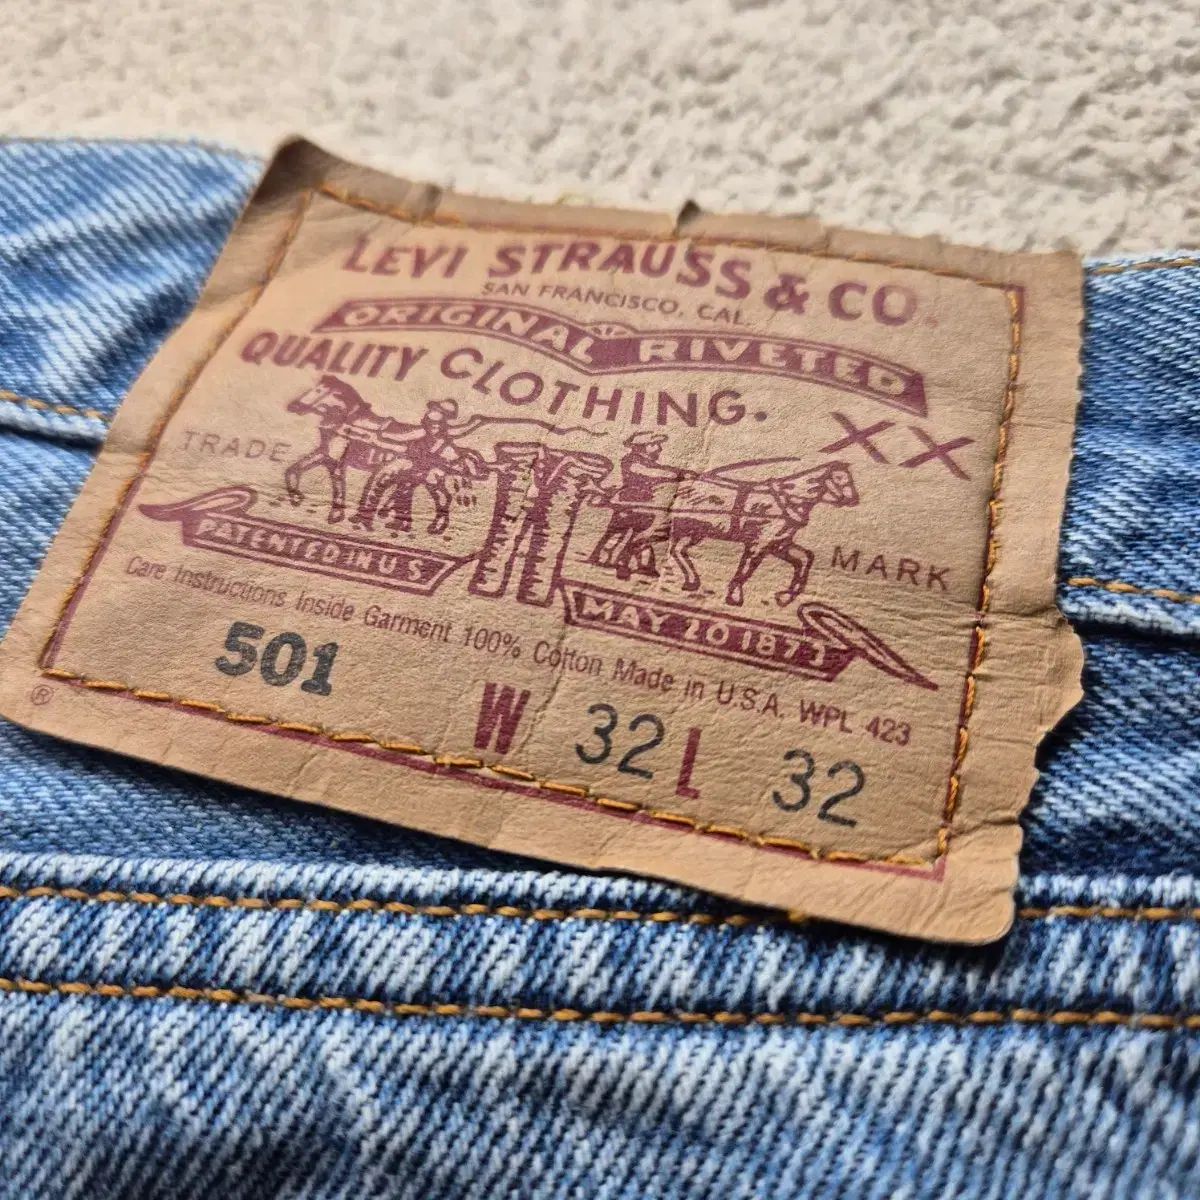 LEVI STRAUSS & CO.
SAN FRANCISCO, CAL.
ORIGINAL RIVETED
QUALITY CLOTHING.
XX
TRADE MARK
PATENTED IN U S
MAY 20 1873
Care Instructions Inside Garment 100% Cotton Made in U.S.A. WPL 423
501
W 32 L 32
®